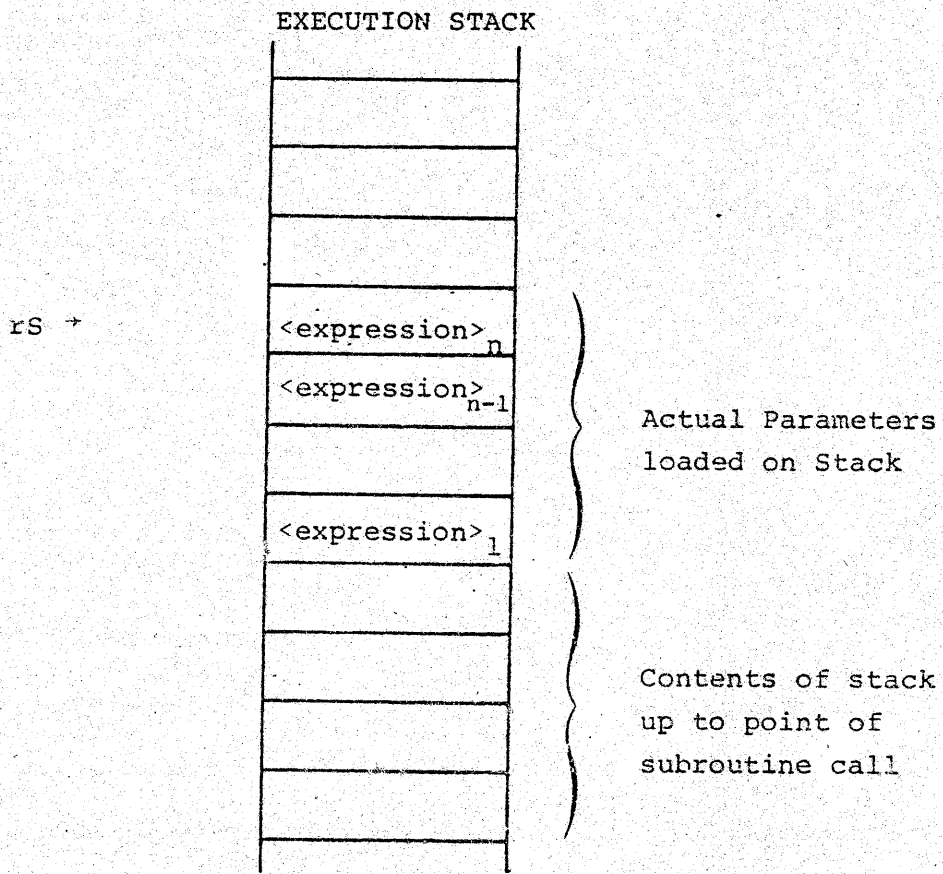 EXECUTION STACK
rS → <expression>n
<expression>n-1
Actual Parameters
loaded on Stack
<expression>1
Contents of stack
up to point of
subroutine call